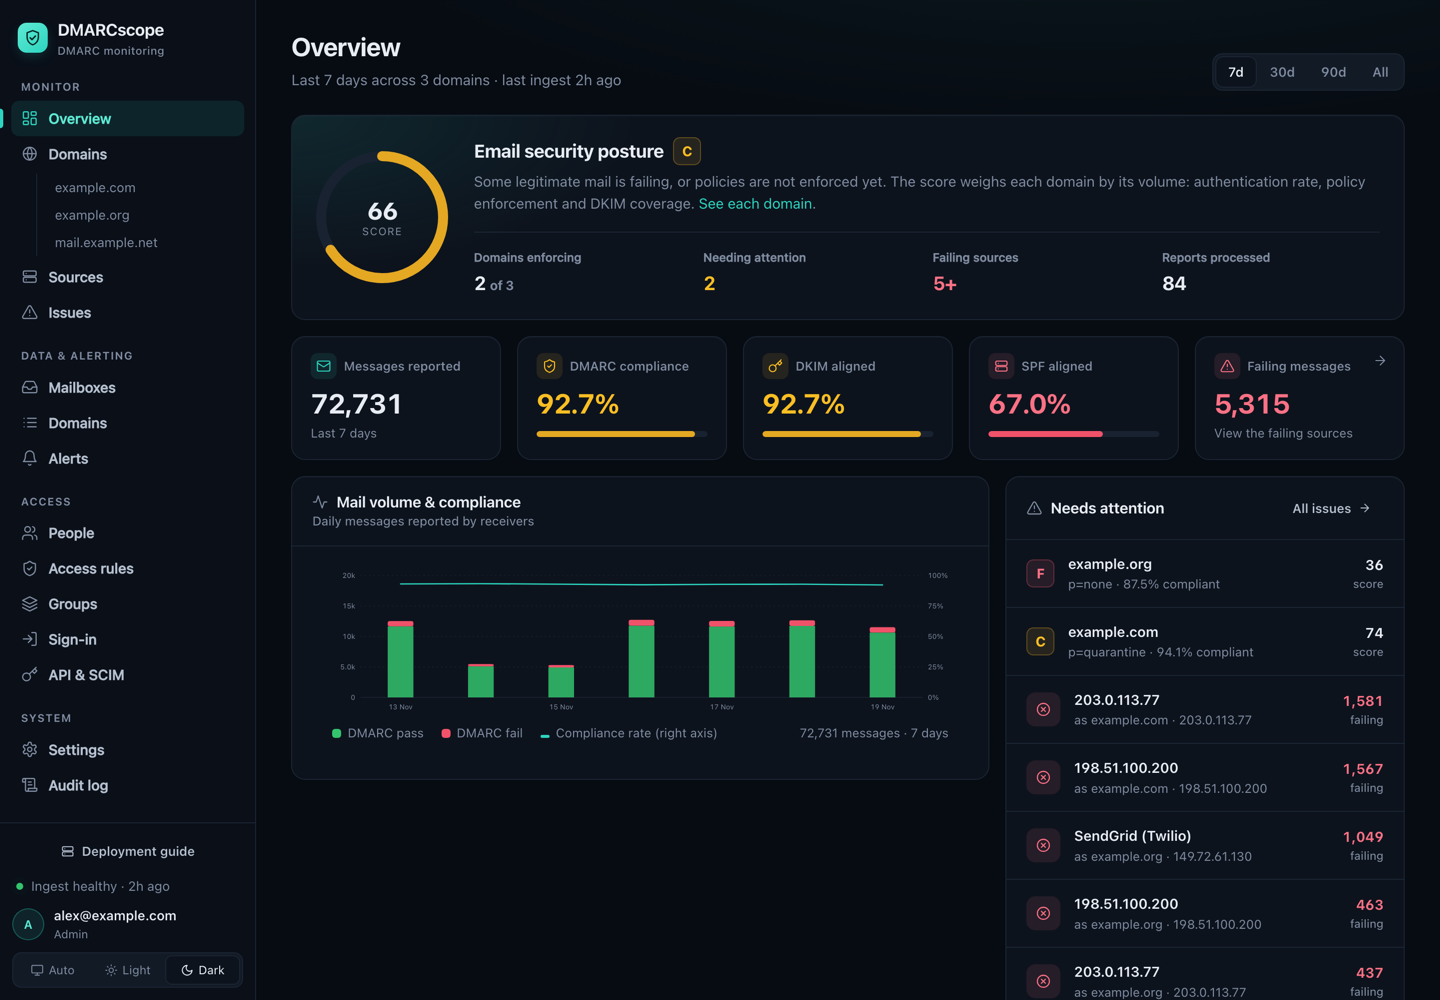 DMARCscope
DMARC monitoring
MONITOR
Overview
Domains
example.com
example.org
mail.example.net
Sources
Issues
DATA & ALERTING
Mailboxes
Domains
Alerts
ACCESS
People
Access rules
Groups
Sign-in
API & SCIM
SYSTEM
Settings
Audit log
Deployment guide
Ingest healthy · 2h ago
A
alex@example.com
Admin
Auto Light Dark
Overview
Last 7 days across 3 domains · last ingest 2h ago
7d 30d 90d All
66
SCORE
Email security posture C
Some legitimate mail is failing, or policies are not enforced yet. The score weighs each domain by its volume: authentication rate, policy
enforcement and DKIM coverage. See each domain.
Domains enforcing
2 of 3
Needing attention
2
Failing sources
5+
Reports processed
84
Messages reported
72,731
Last 7 days
DMARC compliance
92.7%
DKIM aligned
92.7%
SPF aligned
67.0%
Failing messages
5,315
View the failing sources
Mail volume & compliance
Daily messages reported by receivers
20k 100%
15k 75%
10k 50%
5.0k 25%
0 0%
13 Nov 15 Nov 17 Nov 19 Nov
DMARC pass DMARC fail Compliance rate (right axis) 72,731 messages · 7 days
Needs attention All issues
F
example.org 36
p=none · 87.5% compliant score
C
example.com 74
p=quarantine · 94.1% compliant score
203.0.113.77 1,581
as example.com · 203.0.113.77 failing
198.51.100.200 1,567
as example.com · 198.51.100.200 failing
SendGrid (Twilio) 1,049
as example.org · 149.72.61.130 failing
198.51.100.200 463
as example.org · 198.51.100.200 failing
203.0.113.77 437
as example.org · 203.0.113.77 failing